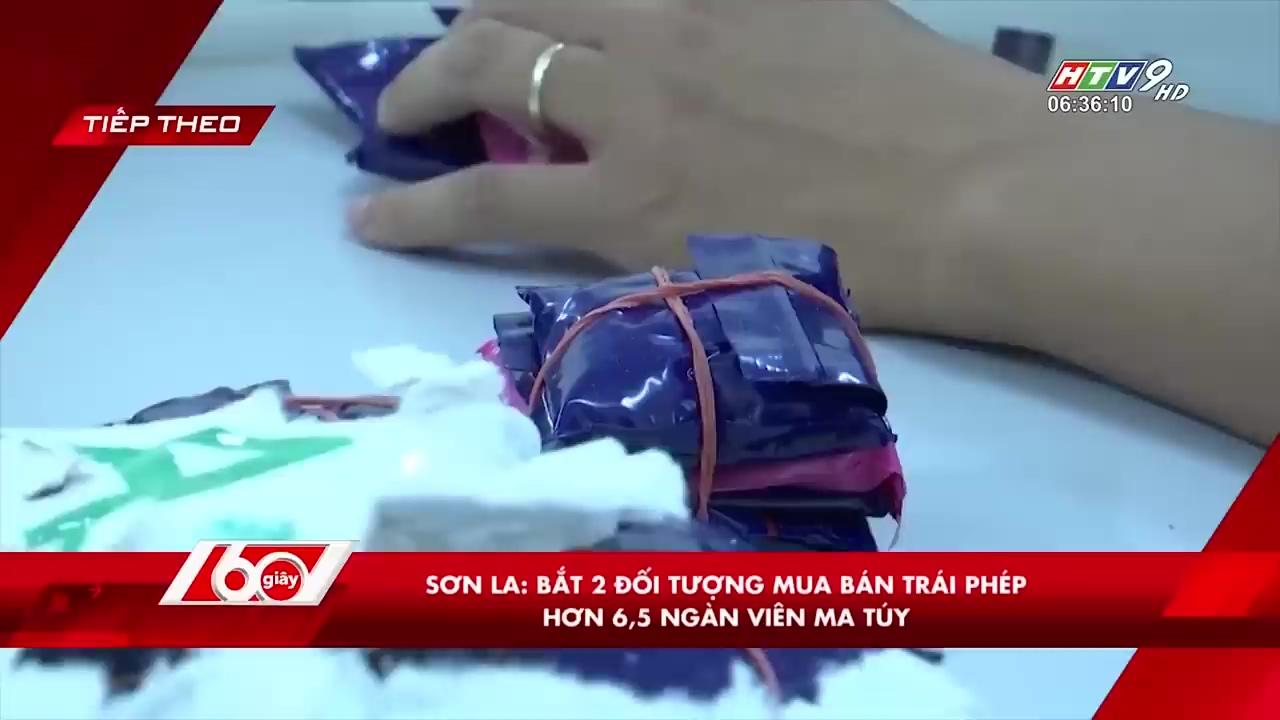 TIẾP THEO
HTV9 HD
06:36:10
60 giây
SƠN LA: BẮT 2 ĐỐI TƯỢNG MUA BÁN TRÁI PHÉP
HƠN 6,5 NGÀN VIÊN MA TÚY